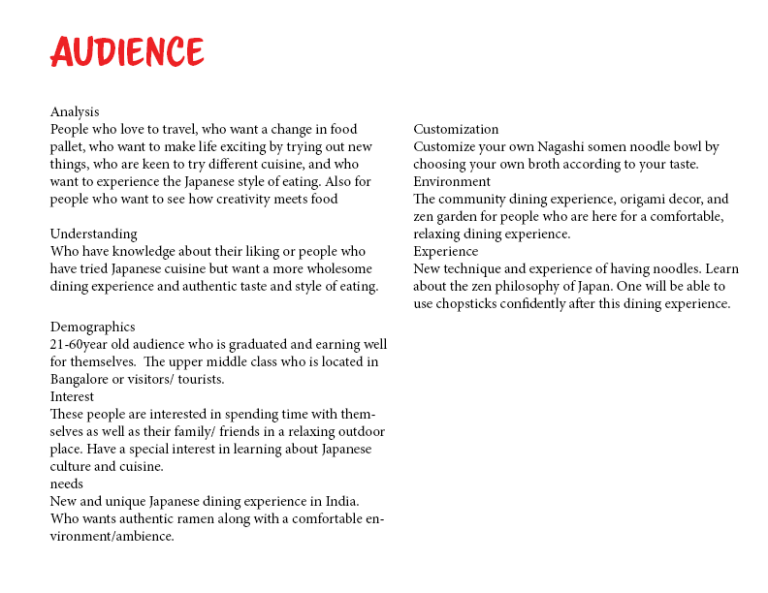 AUDIENCE
Analysis
People who love to travel, who want a change in food
pallet, who want to make life exciting by trying out new
things, who are keen to try different cuisine, and who
want to experience the Japanese style of eating. Also for
people who want to see how creativity meets food
Understanding
Who have knowledge about their liking or people who
have tried Japanese cuisine but want a more wholesome
dining experience and authentic taste and style of eating.
Demographics
21-60year old audience who is graduated and earning well
for themselves.  The upper middle class who is located in
Bangalore or visitors/ tourists.
Interest
These people are interested in spending time with them-
selves as well as their family/ friends in a relaxing outdoor
place. Have a special interest in learning about Japanese
culture and cuisine.
needs
New and unique Japanese dining experience in India.
Who wants authentic ramen along with a comfortable en-
vironment/ambience.
Customization
Customize your own Nagashi somen noodle bowl by
choosing your own broth according to your taste.
Environment
The community dining experience, origami decor, and
zen garden for people who are here for a comfortable,
relaxing dining experience.
Experience
New technique and experience of having noodles. Learn
about the zen philosophy of Japan. One will be able to
use chopsticks confidently after this dining experience.